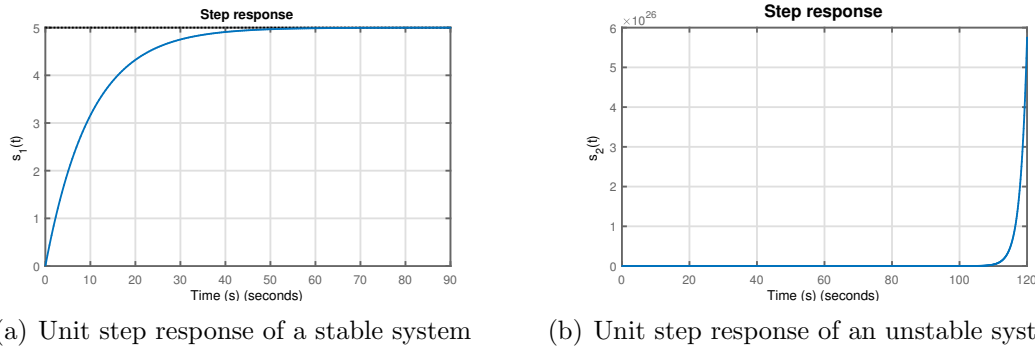 Step response
5
4
3
2
1
0
s1(t)
0 10 20 30 40 50 60 70 80 90
Time (s) (seconds)
a) Unit step response of a stable system
×10^26
Step response
6
5
4
3
2
1
0
s2(t)
0 20 40 60 80 100 120
Time (s) (seconds)
(b) Unit step response of an unstable syst